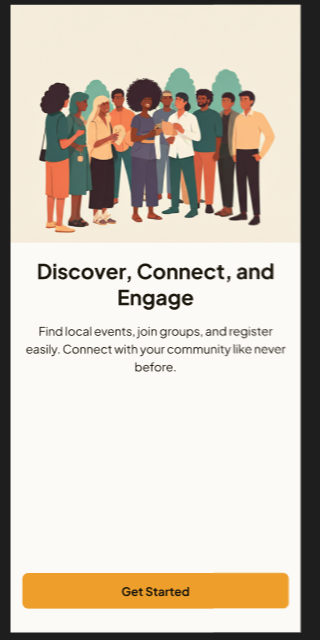 Discover, Connect, and
Engage
Find local events, join groups, and register
easily. Connect with your community like never
before.
Get Started